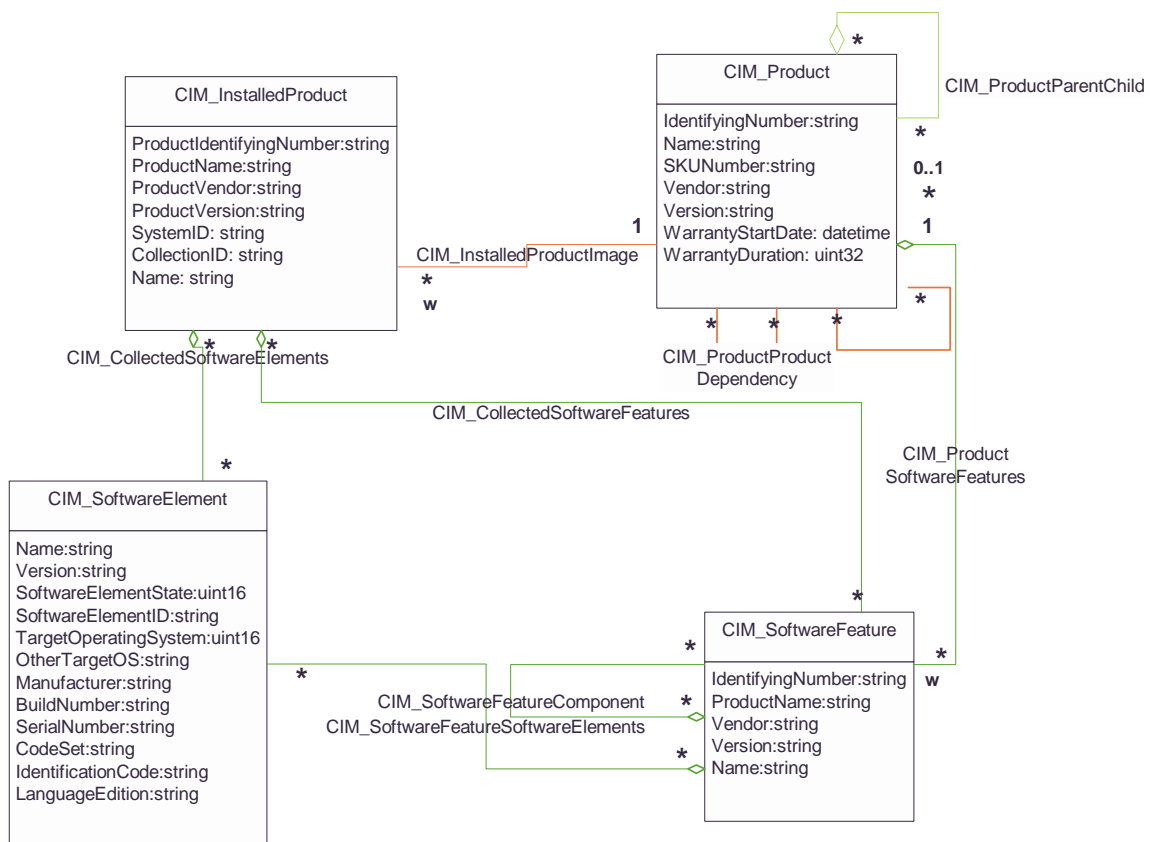 *
CIM_Product
CIM_ProductParentChild
CIM_InstalledProduct
IdentifyingNumber:string
Name:string
SKUNumber:string
Vendor:string
Version:string
WarrantyStartDate: datetime
WarrantyDuration: uint32
*
0..1
*
1
ProductIdentifyingNumber:string
ProductName:string
ProductVendor:string
ProductVersion:string
SystemID: string
CollectionID: string
Name: string
1
CIM_InstalledProductImage
*
w
*
*
*
*
CIM_ProductProduct
Dependency
*
*
CIM_CollectedSoftwareElements
CIM_CollectedSoftwareFeatures
CIM_Product
SoftwareFeatures
*
CIM_SoftwareElement
Name:string
Version:string
SoftwareElementState:uint16
SoftwareElementID:string
TargetOperatingSystem:uint16
OtherTargetOS:string
Manufacturer:string
BuildNumber:string
SerialNumber:string
CodeSet:string
IdentificationCode:string
LanguageEdition:string
*
*
CIM_SoftwareFeature
*
w
IdentifyingNumber:string
ProductName:string
Vendor:string
Version:string
Name:string
*
CIM_SoftwareFeatureComponent
*
CIM_SoftwareFeatureSoftwareElements
*